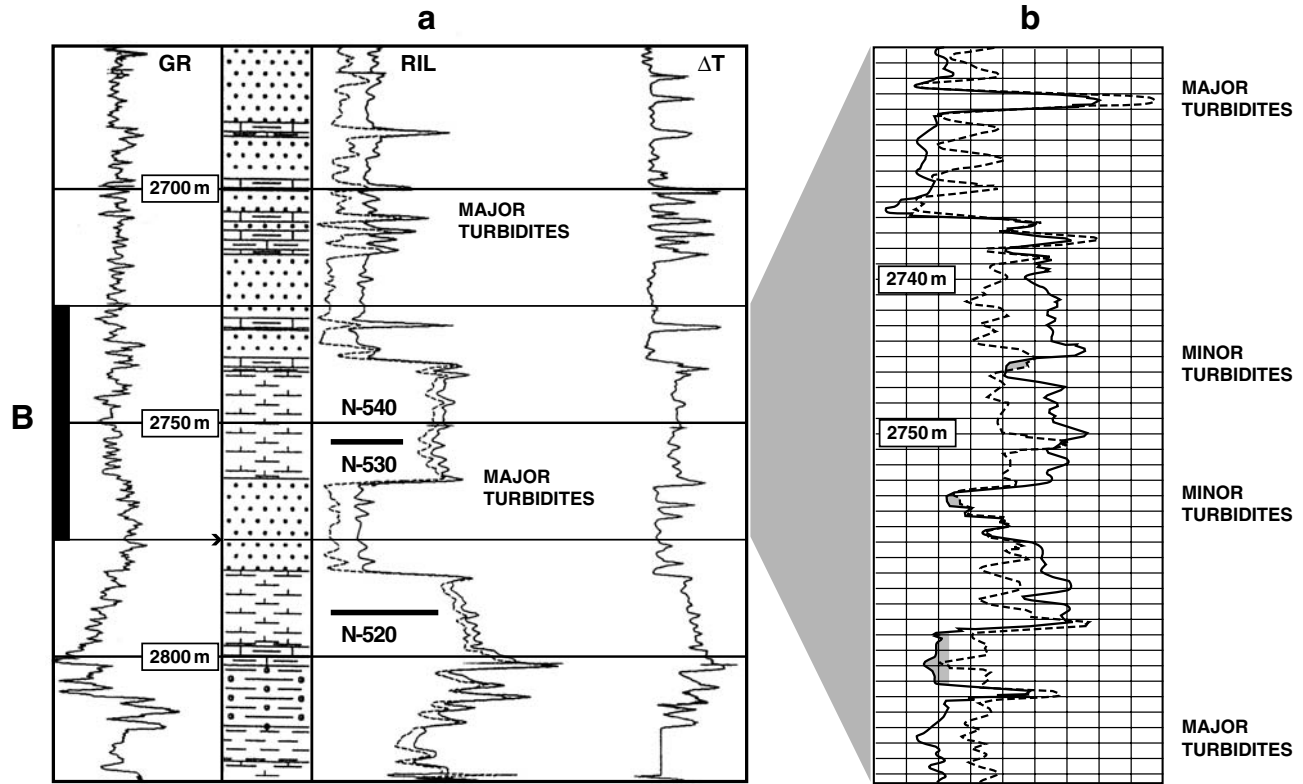 a
b
GR
RIL
ΔT
MAJOR
TURBIDITES
2700 m
MAJOR
TURBIDITES
2740 m
MINOR
TURBIDITES
B
N-540
2750 m
2750 m
N-530
MAJOR
TURBIDITES
MINOR
TURBIDITES
N-520
2800 m
MAJOR
TURBIDITES